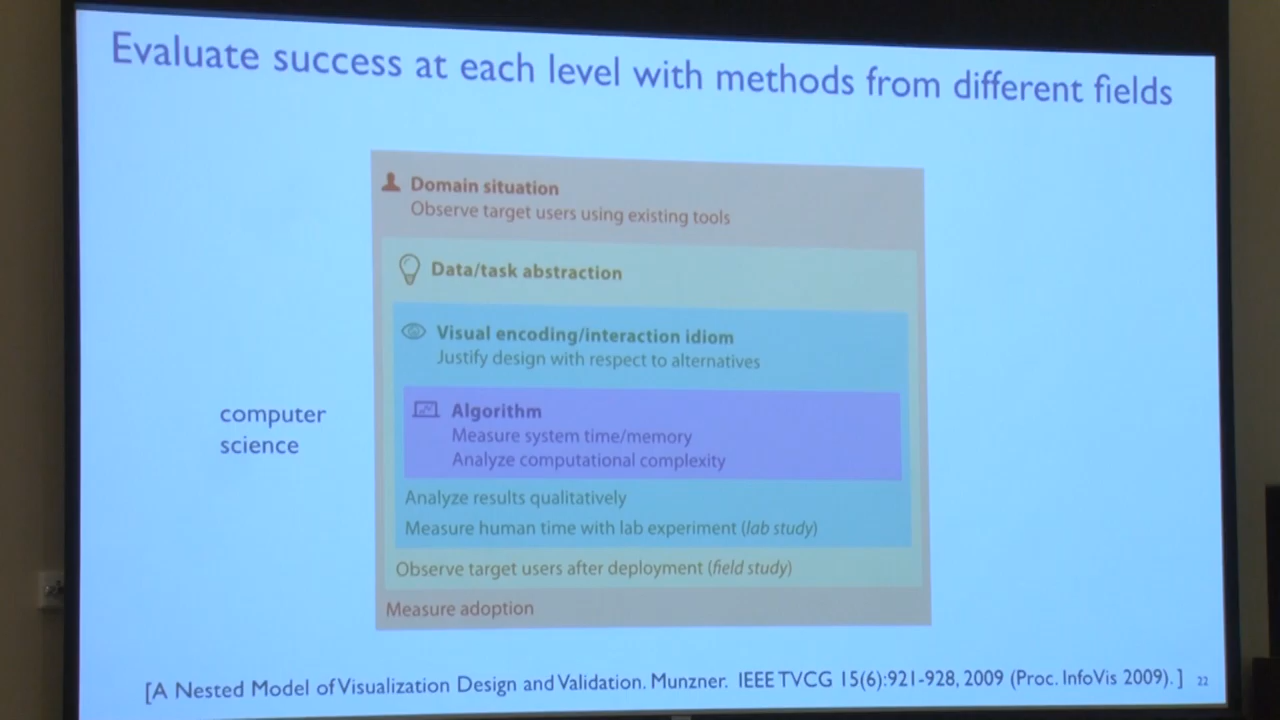 Evaluate success at each level with methods from different fields
Domain situation
Observe target users using existing tools
Data/task abstraction
Visual encoding/interaction idiom
Justify design with respect to alternatives
computer
science
Algorithm
Measure system time/memory
Analyze computational complexity
Analyze results qualitatively
Measure human time with lab experiment (lab study)
Observe target users after deployment (field study)
Measure adoption
[A Nested Model of Visualization Design and Validation. Munzner. IEEE TVCG 15(6):921-928, 2009 (Proc. InfoVis 2009).] 22